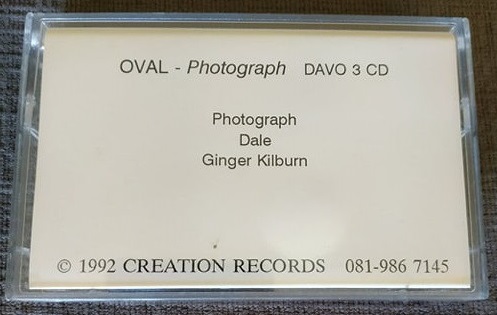 OVAL - Photograph DAVO 3 CD
Photograph
Dale
Ginger Kilburn
© 1992 CREATION RECORDS 081-986 7145